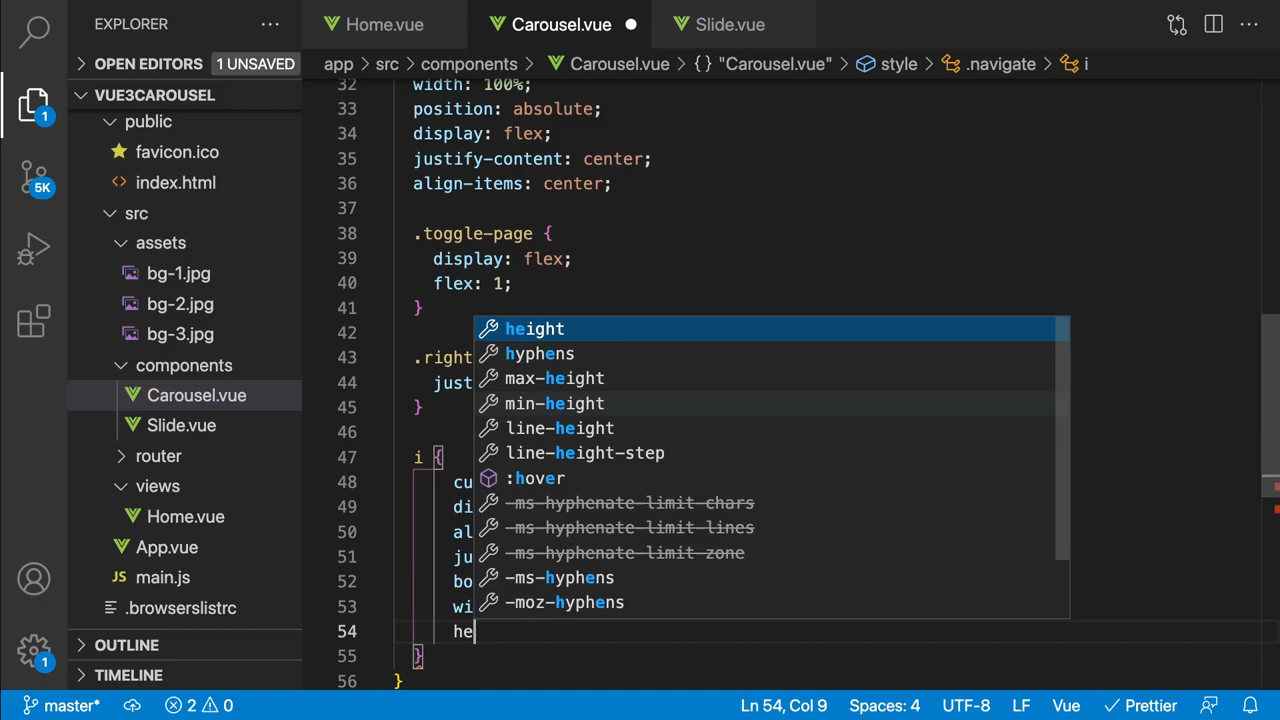 EXPLORER
Home.vue
Carousel.vue
Slide.vue
OPEN EDITORS 1 UNSAVED
app > src > components > Carousel.vue > {} "Carousel.vue" > style > .navigate > i
VUE3CAROUSEL
public
favicon.ico
index.html
src
assets
bg-1.jpg
bg-2.jpg
bg-3.jpg
components
Carousel.vue
Slide.vue
router
views
Home.vue
App.vue
JS main.js
.browserslistrc
OUTLINE
TIMELINE
1
5K
1
32 width: 100%;
33 position: absolute;
34 display: flex;
35 justify-content: center;
36 align-items: center;
37
38 .toggle-page {
39 display: flex;
40 flex: 1;
41 }
42
43 .right
44 just
45 }
46
47 i {
48 cu
49 di
50 al
51 ju
52 bo
53 wi
54 he
55 }
56 }
height
hyphens
max-height
min-height
line-height
line-height-step
:hover
-ms-hyphenate-limit-chars
-ms-hyphenate-limit-lines
-ms-hyphenate-limit-zone
-ms-hyphens
-moz-hyphens
master* 2 0 Ln 54, Col 9 Spaces: 4 UTF-8 LF Vue Prettier